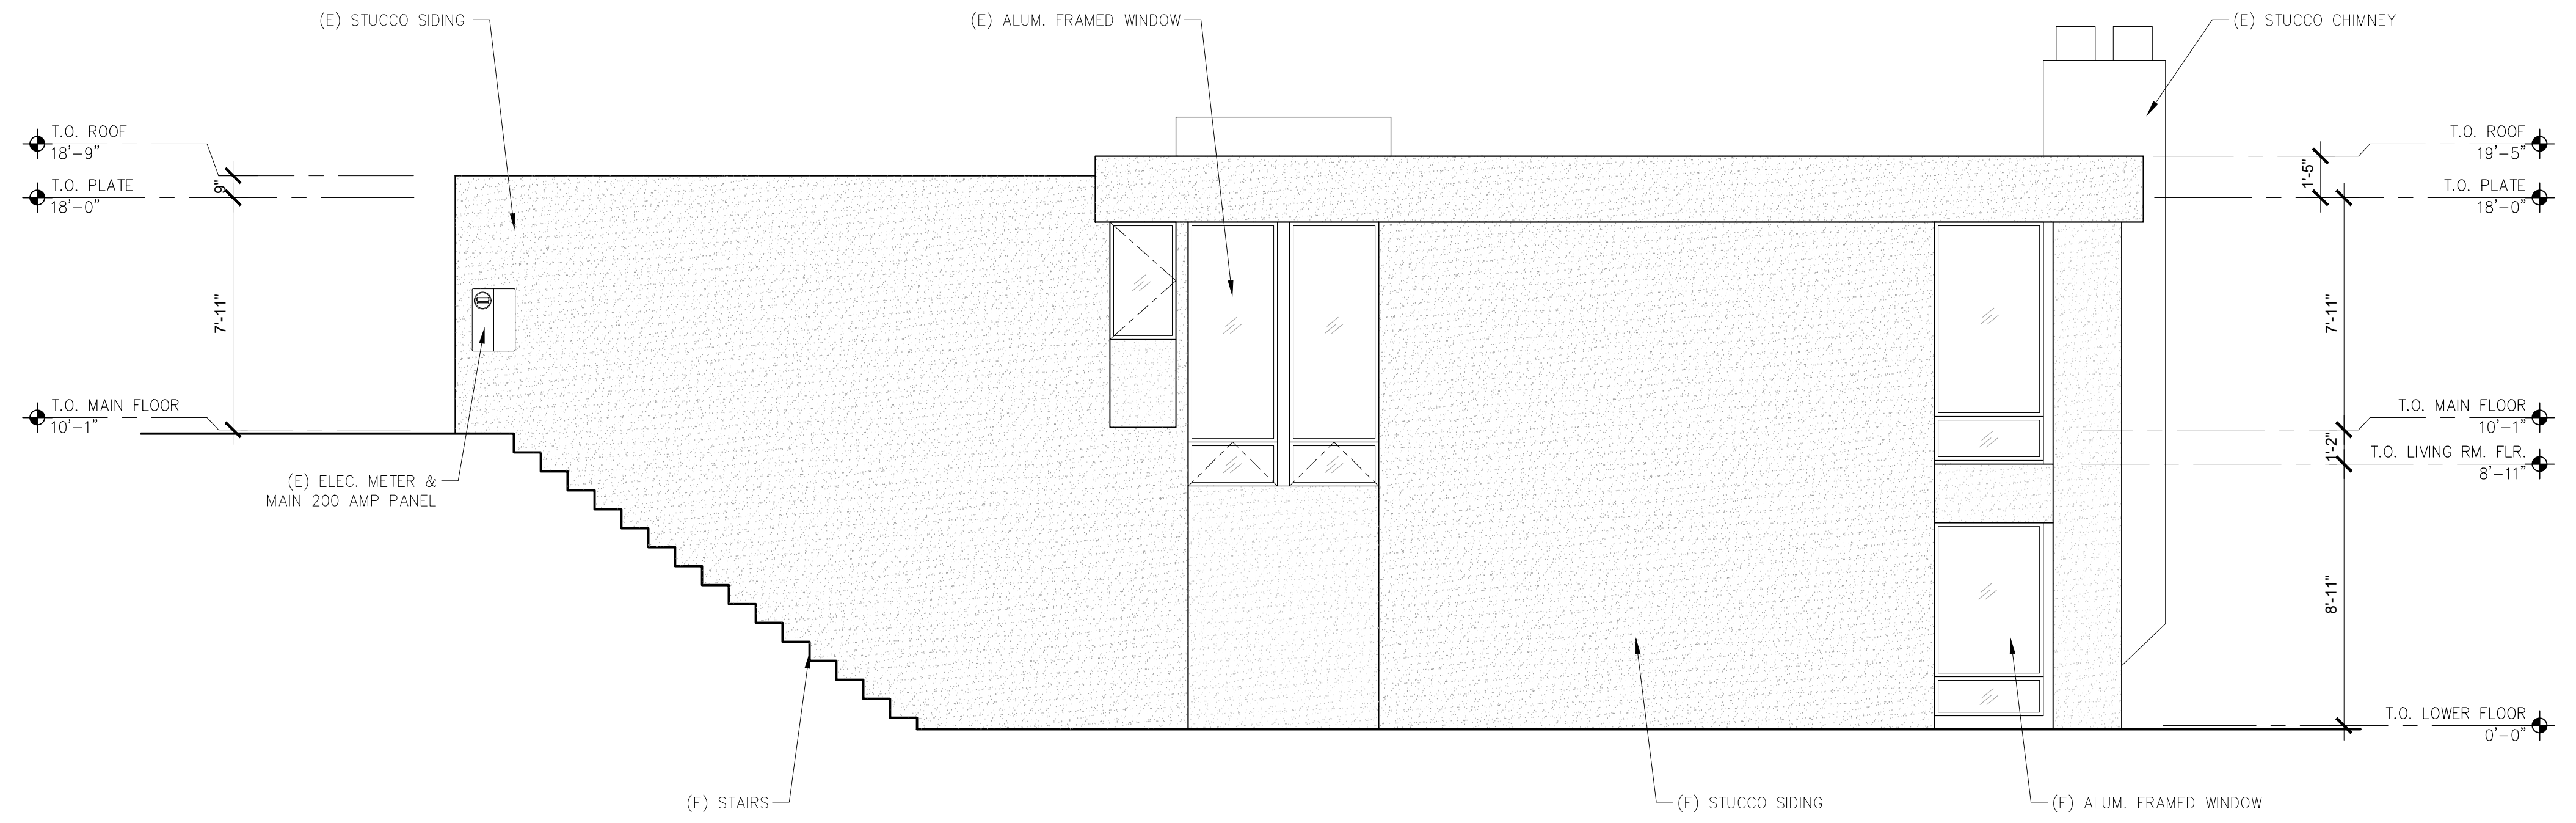 (E) STUCCO SIDING
(E) ALUM. FRAMED WINDOW
(E) STUCCO CHIMNEY
T.O. ROOF
18'-9"
T.O. PLATE
18'-0"
9"
7'-11"
T.O. MAIN FLOOR
10'-1"
(E) ELEC. METER &
MAIN 200 AMP PANEL
T.O. ROOF
19'-5"
1'-5"
T.O. PLATE
18'-0"
7'-11"
T.O. MAIN FLOOR
10'-1"
1'-2"
T.O. LIVING RM. FLR.
8'-11"
8'-11"
T.O. LOWER FLOOR
0'-0"
(E) STAIRS
(E) STUCCO SIDING
(E) ALUM. FRAMED WINDOW